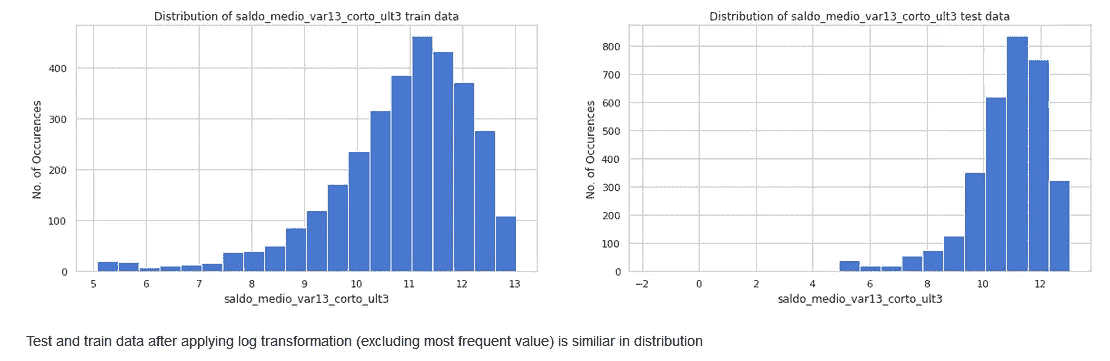 Distribution of saldo_medio_var13_corto_ult3 train data
No. of Occurences
400
300
200
100
0
5 6 7 8 9 10 11 12 13
saldo_medio_var13_corto_ult3
Distribution of saldo_medio_var13_corto_ult3 test data
No. of Occurences
800
700
600
500
400
300
200
100
0
−2 0 2 4 6 8 10 12
saldo_medio_var13_corto_ult3
Test and train data after applying log transformation (excluding most frequent value) is similiar in distribution